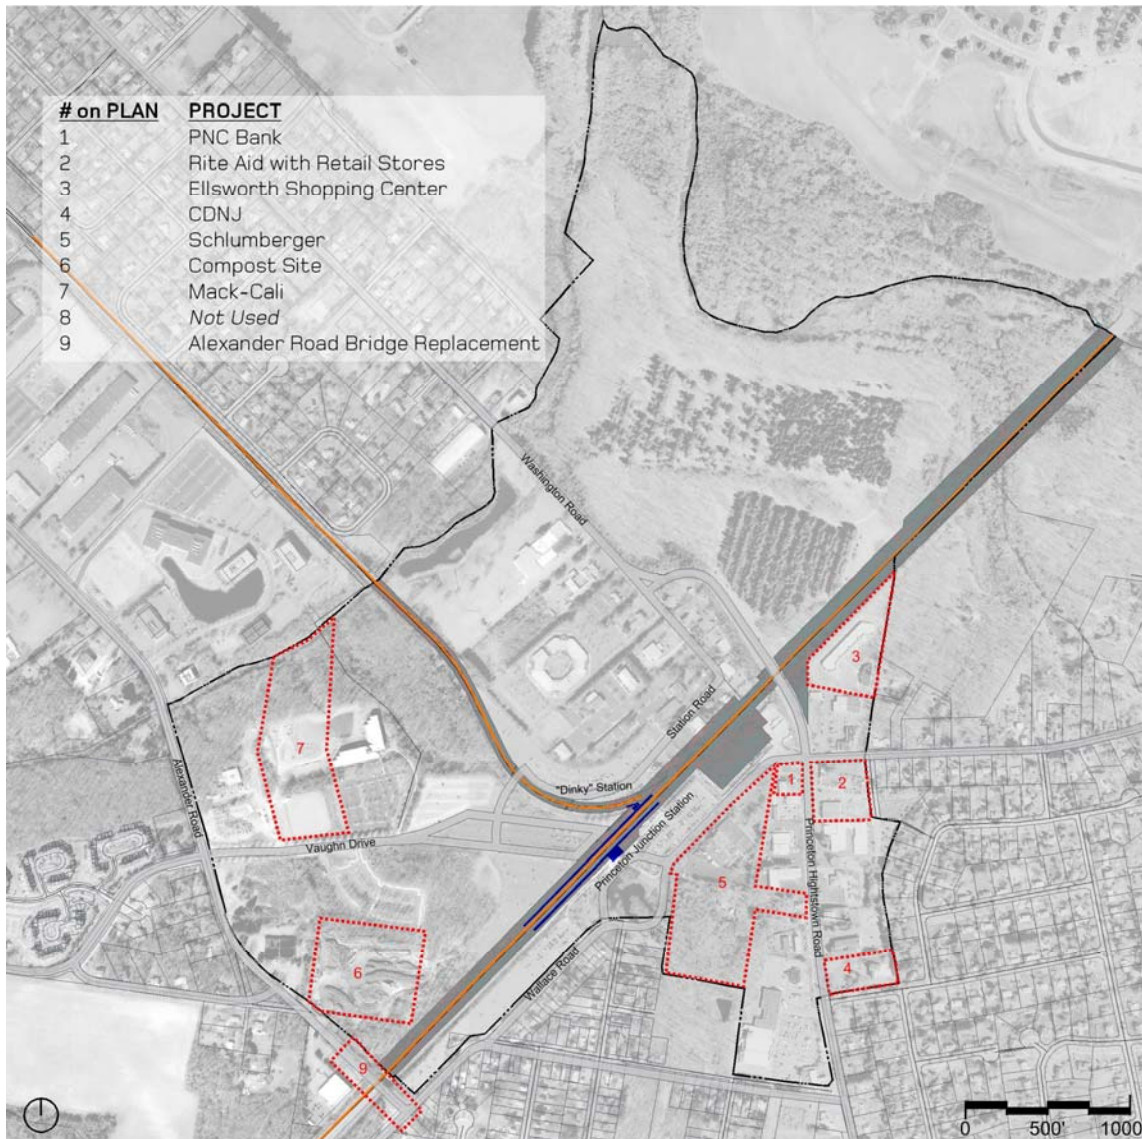 # on PLAN PROJECT
1 PNC Bank
2 Rite Aid with Retail Stores
3 Ellsworth Shopping Center
4 CDNJ
5 Schlumberger
6 Compost Site
7 Mack-Cali
8 Not Used
9 Alexander Road Bridge Replacement
Washington Road
3
Station Road
7
"Dinky" Station
1
2
Alexander Road
Vaughn Drive
Princeton Junction Station
5
Princeton Hightstown Road
6
Wallace Road
4
9
0 500' 1000